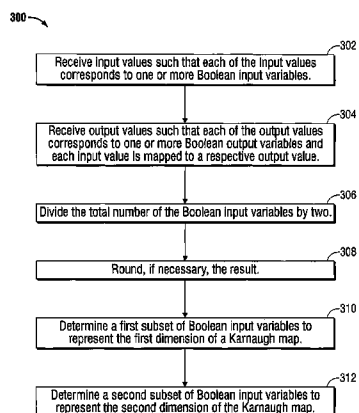 300
302
Receive input values such that each of the input values
corresponds to one or more Boolean input variables.
304
Receive output values such that each of the output values
corresponds to one or more Boolean output variables and
each input value is mapped to a respective output value.
306
Divide the total number of the Boolean input variables by two.
308
Round, if necessary, the result.
310
Determine a first subset of Boolean input variables to
represent the first dimension of a Karnaugh map.
312
Determine a second subset of Boolean input variables to
represent the second dimension of the Karnaugh map.